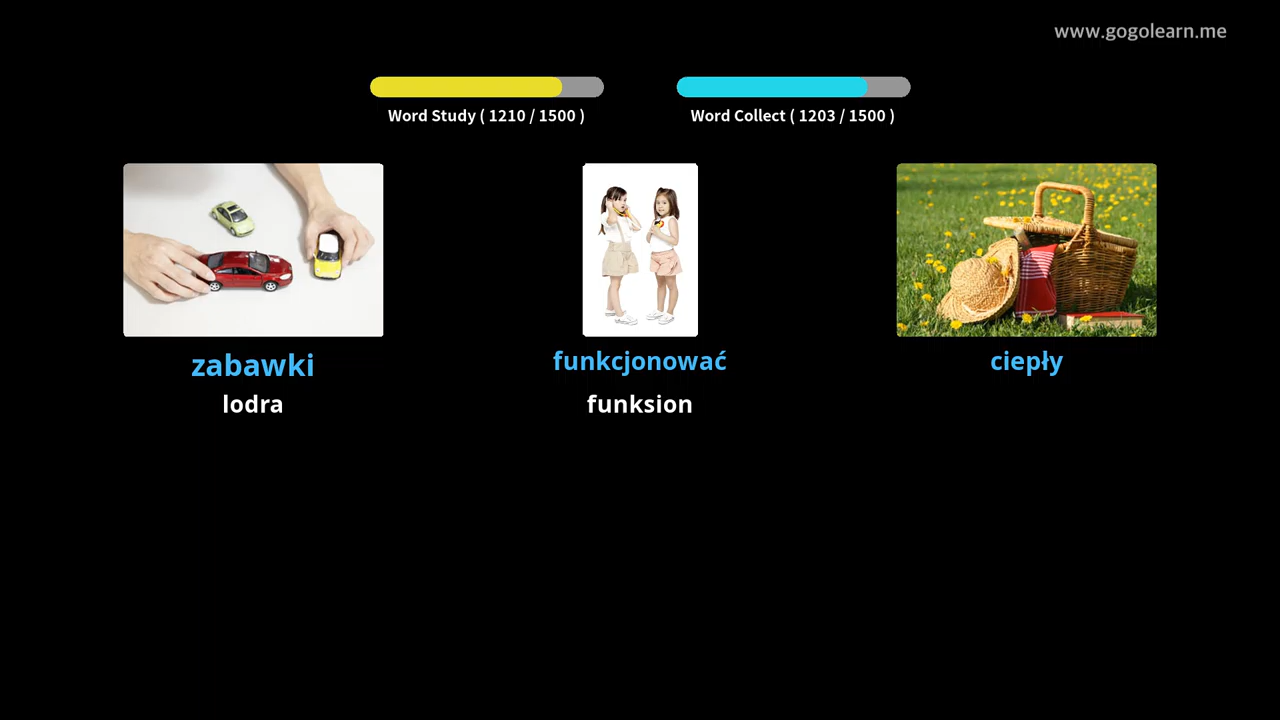 www.gogolearn.me
Word Study ( 1210 / 1500 )
Word Collect ( 1203 / 1500 )
zabawki
lodra
funkcjonować
funksion
ciepły